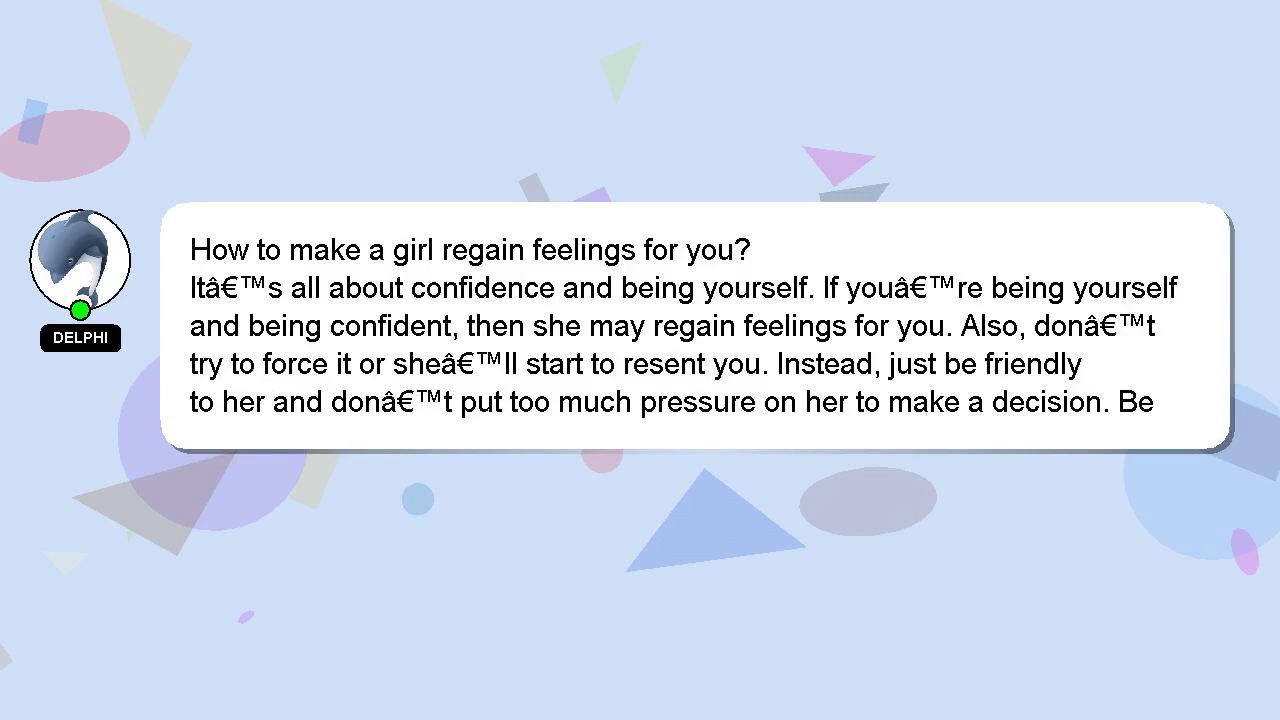 How to make a girl regain feelings for you?
Itâ€™s all about confidence and being yourself. If youâ€™re being yourself
and being confident, then she may regain feelings for you. Also, donâ€™t
try to force it or sheâ€™ll start to resent you. Instead, just be friendly
to her and donâ€™t put too much pressure on her to make a decision. Be
DELPHI